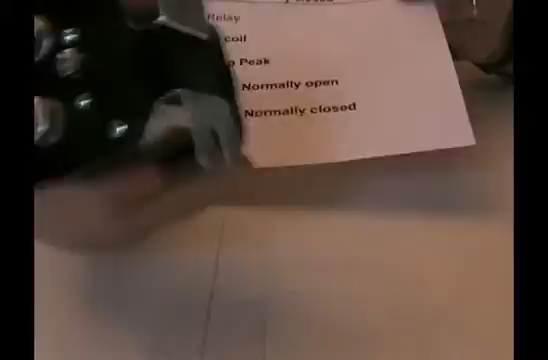 Relay
coil
Peak
Normally open
Normally closed